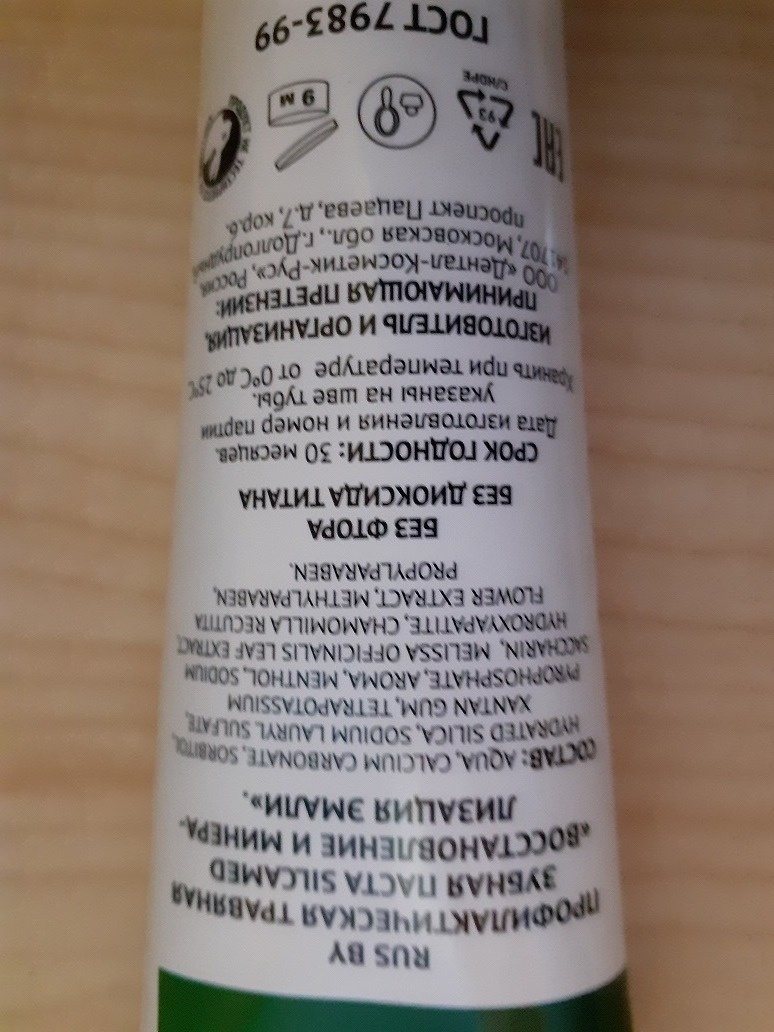 RUS BY
ПРОФИЛАКТИЧЕСКАЯ ТРАВЯНАЯ
ЗУБНАЯ ПАСТА SILCAMED
«ВОССТАНОВЛЕНИЕ И МИНЕРА-
ЛИЗАЦИЯ ЭМАЛИ».
СОСТАВ: AQUA, CALCIUM CARBONATE, SORBITOL,
HYDRATED SILICA, SODIUM LAURYL SULFATE,
XANTAN GUM, TETRAPOTASSIUM
PYROPHOSPHATE, AROMA, MENTHOL, SODIUM
SACCHARIN, MELISSA OFFICINALIS LEAF EXTRACT,
HYDROXYAPATITE, CHAMOMILLA RECUTITA
FLOWER EXTRACT, METHYLPARABEN,
PROPYLPARABEN.
БЕЗ ФТОРА
БЕЗ ДИОКСИДА ТИТАНА
СРОК ГОДНОСТИ: 30 месяцев.
Дата изготовления и номер партии
указаны на шве тубы.
Хранить при температуре от 0°C до 25°C
ИЗГОТОВИТЕЛЬ И ОРГАНИЗАЦИЯ,
ПРИНИМАЮЩАЯ ПРЕТЕНЗИИ:
ООО «Дентал-Косметик-Рус», Россия,
Московская обл., г.Долгопрудный,
проспект Пацаева, д.7, кор.6.
EAC
93
C/HDPE
9 M
ГОСТ 7983-99